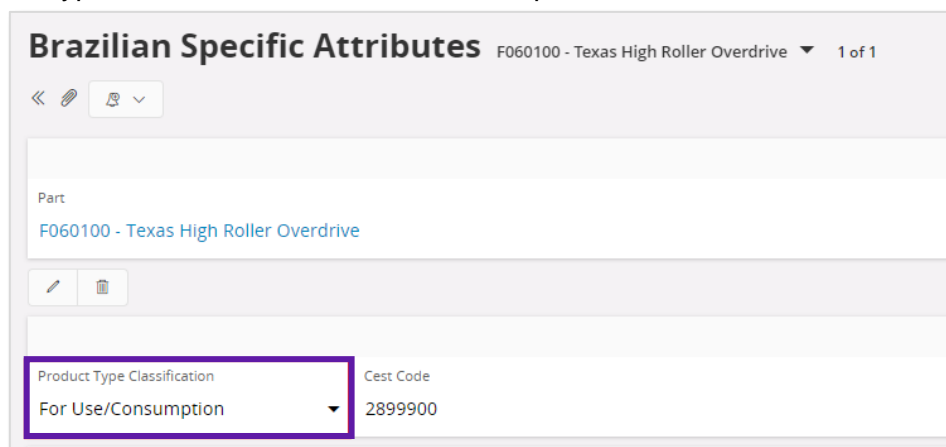 Brazilian Specific Attributes F060100 - Texas High Roller Overdrive 1 of 1
Part
F060100 - Texas High Roller Overdrive
Product Type Classification Cest Code
For Use/Consumption 2899900